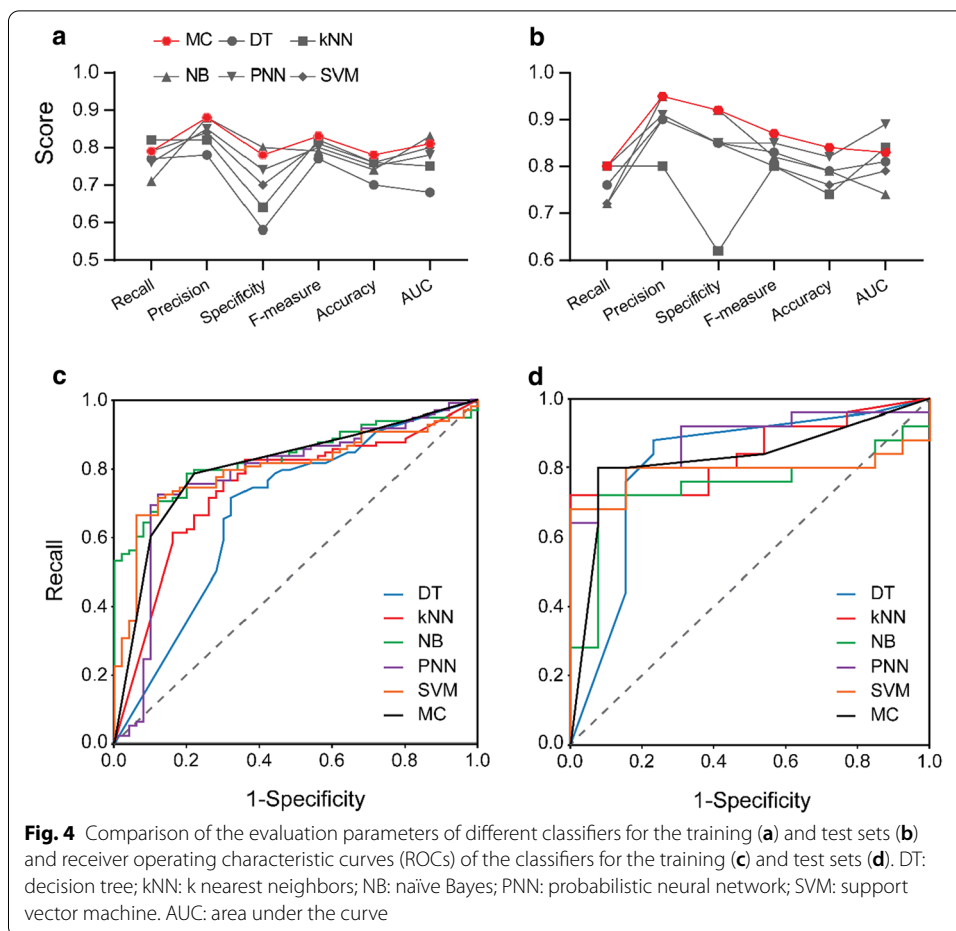 a
MC DT kNN
NB PNN SVM
Score
1.0
0.9
0.8
0.7
0.6
0.5
Recall
Precision
Specificity
F-measure
Accuracy
AUC
b
1.0
0.9
0.8
0.7
0.6
Recall
Precision
Specificity
F-measure
Accuracy
AUC
c
Recall
1.0
0.8
0.6
0.4
0.2
0.0
0.0 0.2 0.4 0.6 0.8 1.0
1-Specificity
DT
kNN
NB
PNN
SVM
MC
d
1.0
0.8
0.6
0.4
0.2
0.0
0.0 0.2 0.4 0.6 0.8 1.0
1-Specificity
DT
kNN
NB
PNN
SVM
MC
Fig. 4 Comparison of the evaluation parameters of different classifiers for the training (a) and test sets (b)
and receiver operating characteristic curves (ROCs) of the classifiers for the training (c) and test sets (d). DT:
decision tree; kNN: k nearest neighbors; NB: naïve Bayes; PNN: probabilistic neural network; SVM: support
vector machine. AUC: area under the curve